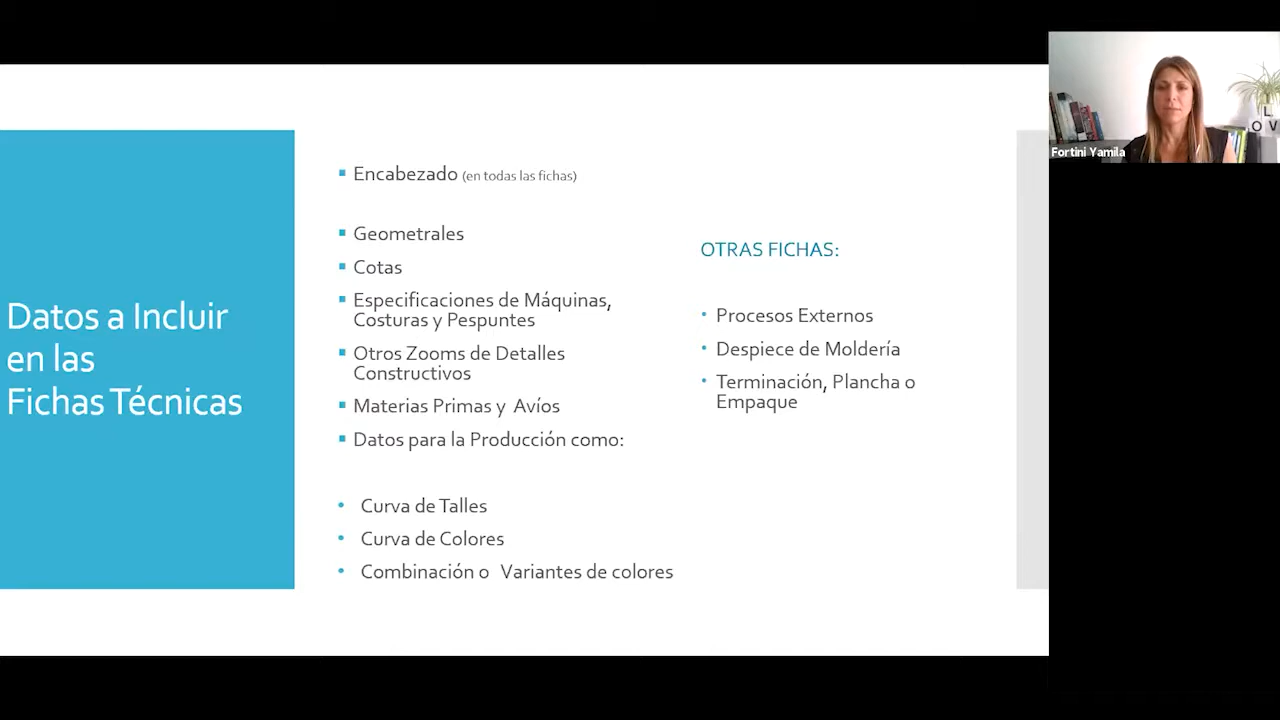 Datos a Incluir
en las
Fichas Técnicas
▪ Encabezado (en todas las fichas)
▪ Geometrales
▪ Cotas
▪ Especificaciones de Máquinas,
Costuras y Pespuntes
▪ Otros Zooms de Detalles
Constructivos
▪ Materias Primas y Avíos
▪ Datos para la Producción como:
• Curva de Talles
• Curva de Colores
• Combinación o Variantes de colores
OTRAS FICHAS:
• Procesos Externos
• Despiece de Moldería
• Terminación, Plancha o
Empaque
L
O V
Fortini Yamila